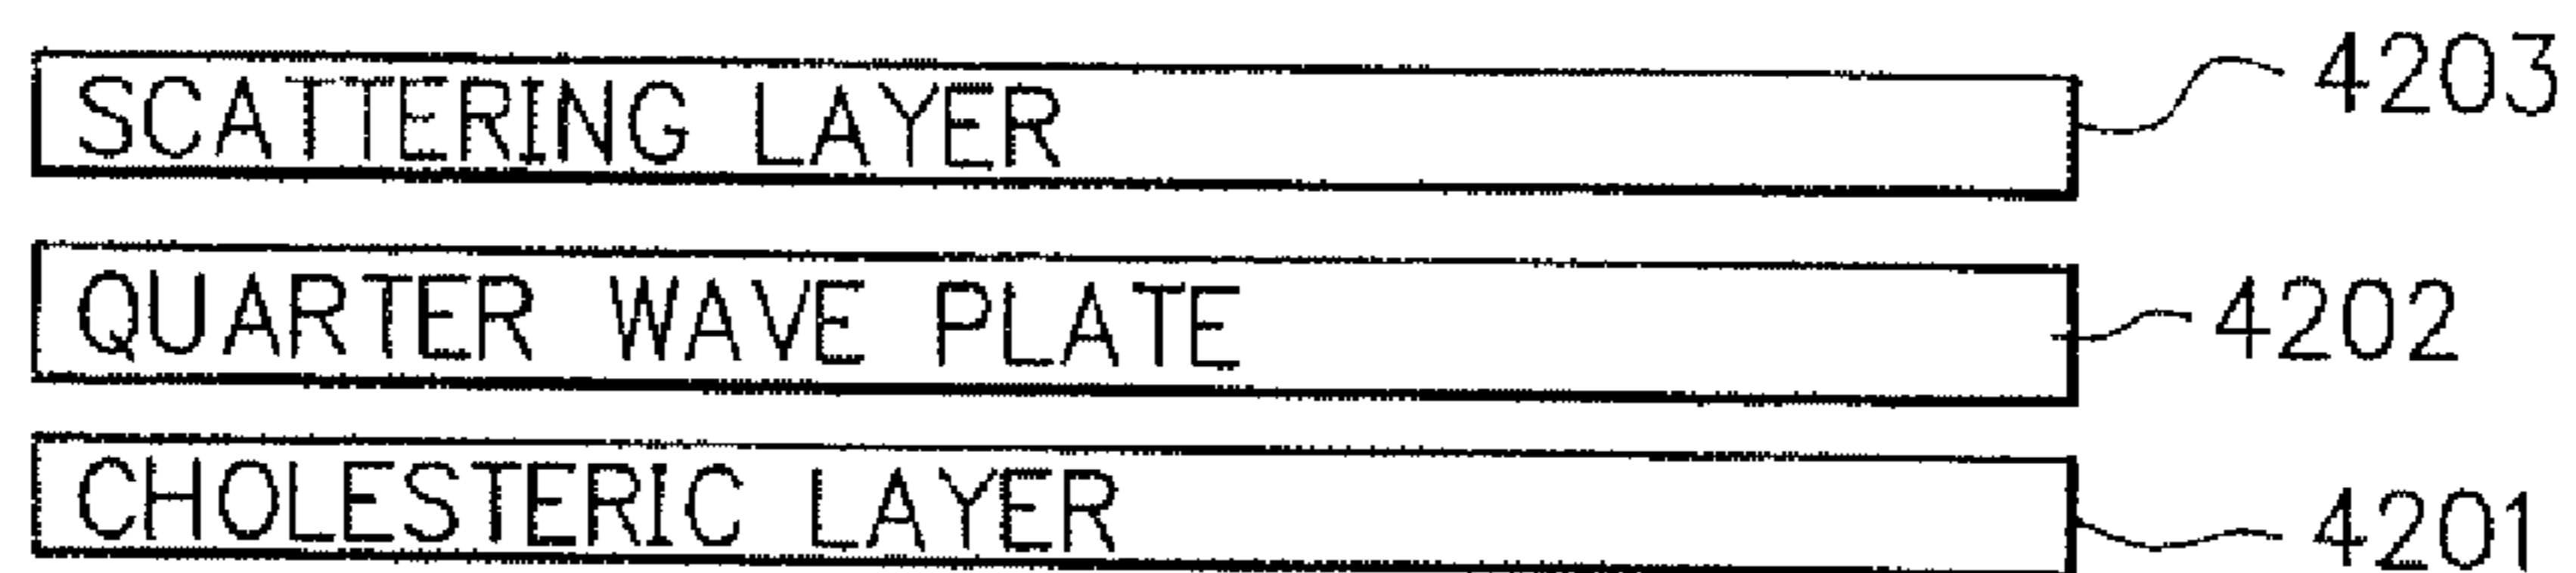 SCATTERING LAYER 4203
QUARTER WAVE PLATE 4202
CHOLESTERIC LAYER 4201